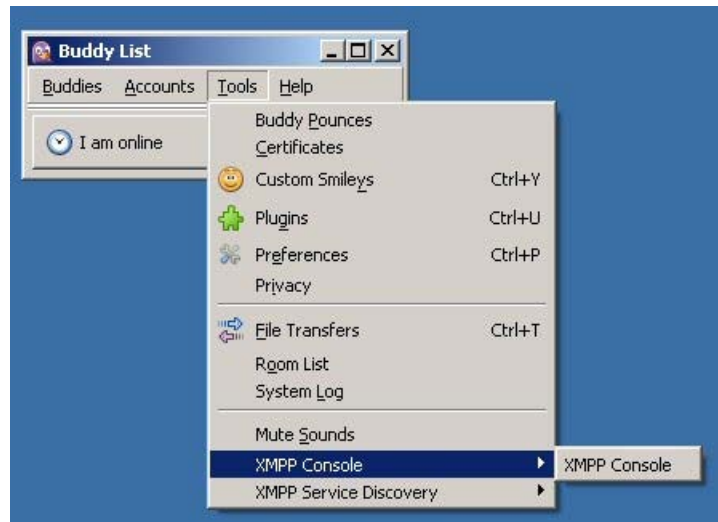 Buddy List
Buddies Accounts Tools Help
I am online
Buddy Pounces
Certificates
Custom Smileys Ctrl+Y
Plugins Ctrl+U
Preferences Ctrl+P
Privacy
File Transfers Ctrl+T
Room List
System Log
Mute Sounds
XMPP Console XMPP Console
XMPP Service Discovery